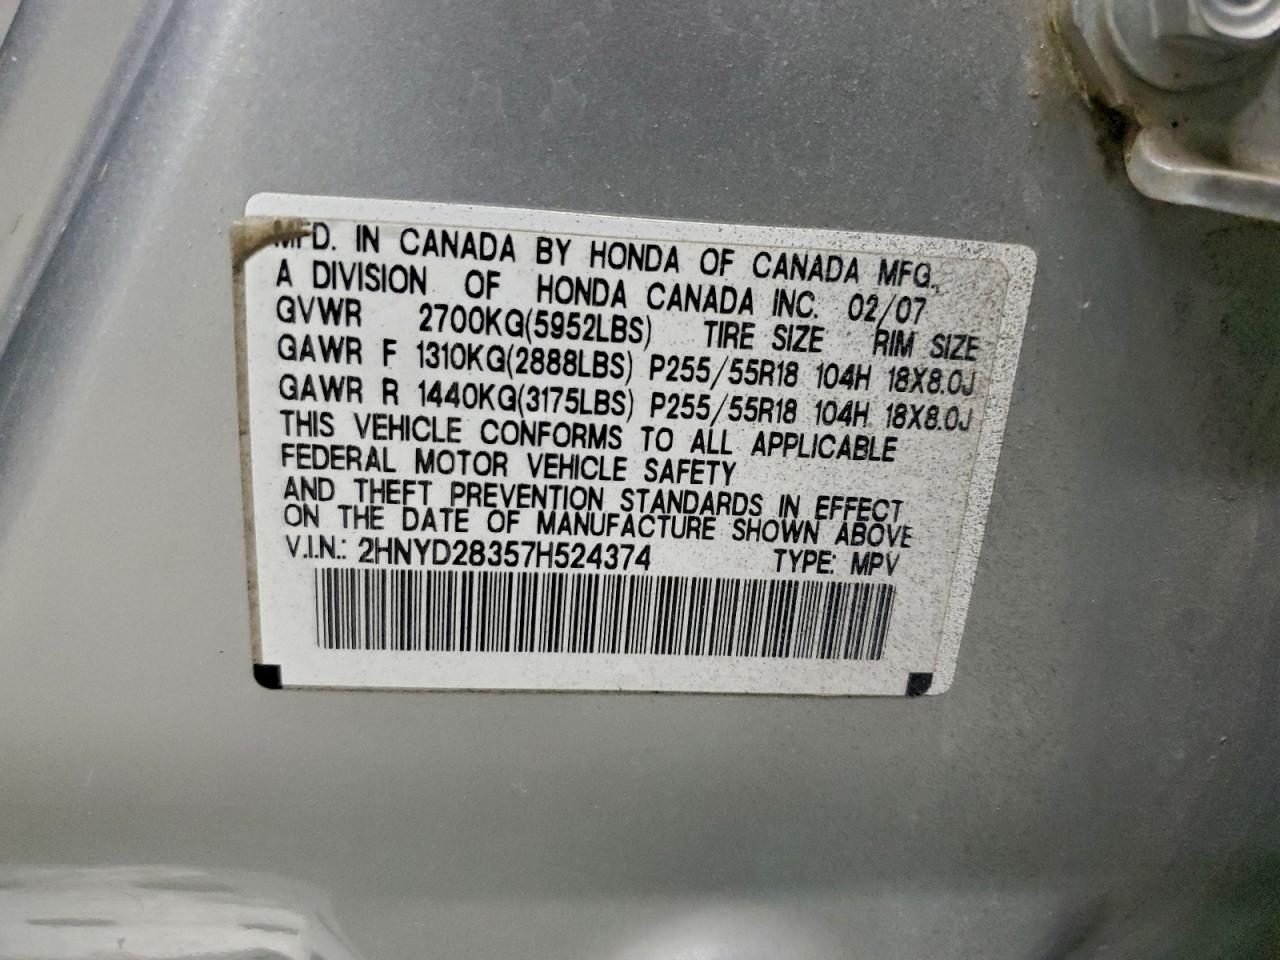 MFD. IN CANADA BY HONDA OF CANADA MFG.,
A DIVISION OF HONDA CANADA INC. 02/07
GVWR 2700KG(5952LBS) TIRE SIZE RIM SIZE
GAWR F 1310KG(2888LBS) P255/55R18 104H 18X8.0J
GAWR R 1440KG(3175LBS) P255/55R18 104H 18X8.0J
THIS VEHICLE CONFORMS TO ALL APPLICABLE
FEDERAL MOTOR VEHICLE SAFETY
AND THEFT PREVENTION STANDARDS IN EFFECT
ON THE DATE OF MANUFACTURE SHOWN ABOVE
V.I.N.: 2HNYD28357H524374 TYPE: MPV